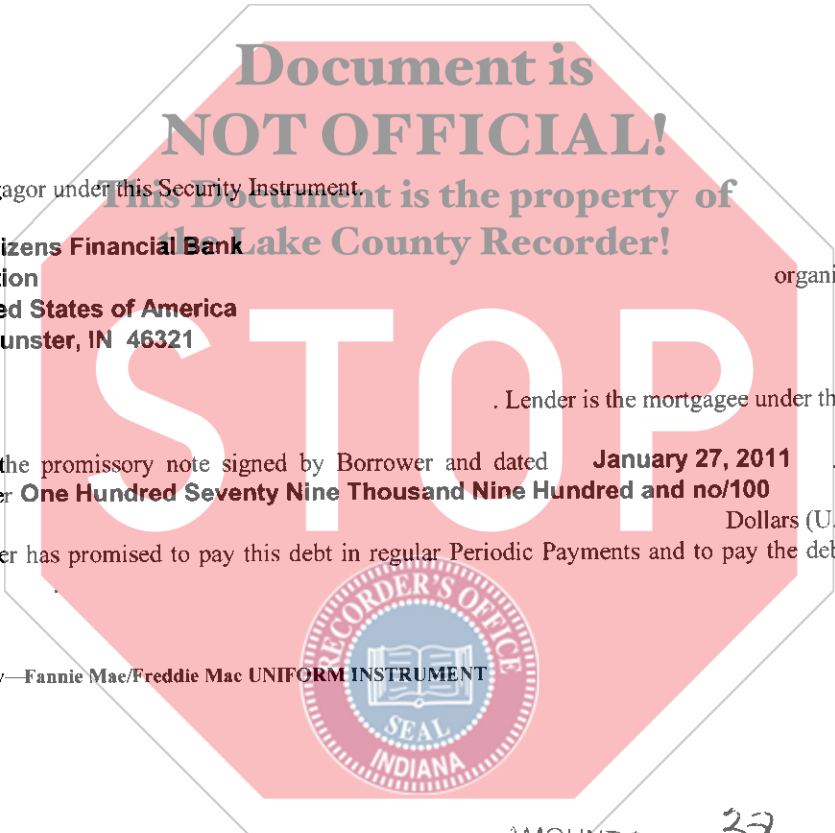 Document is
NOT OFFICIAL!
gagor under this Security Instrument.
This Document is the property of
izens Financial Bank
the Lake County Recorder!
tion organi
ed States of America
unster, IN 46321
STOP
. Lender is the mortgagee under th
the promissory note signed by Borrower and dated January 27, 2011 .
er One Hundred Seventy Nine Thousand Nine Hundred and no/100
Dollars (U.
er has promised to pay this debt in regular Periodic Payments and to pay the deb
.
y—Fannie Mae/Freddie Mac UNIFORM INSTRUMENT
RECORDER'S OFFICE
SEAL
INDIANA